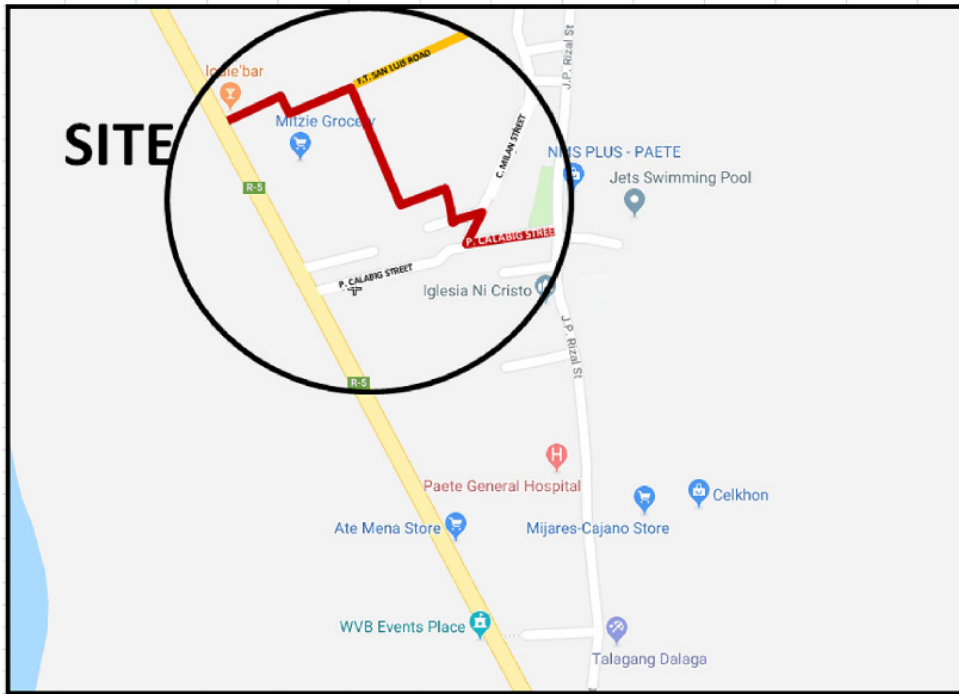 J.P. Rizal St
F.T. SAN LUIS ROAD
SITE
Mitzie Grocery
C. MILAN STREET
NMS PLUS - PAETE
Jets Swimming Pool
R-5
P. CALABIG STREE
P. CALABIG STREET
Iglesia Ni Cristo
J.P. Rizal St
R-5
Paete General Hospital
Celkhon
Ate Mena Store
Mijares-Cajano Store
WVB Events Place
Talagang Dalaga